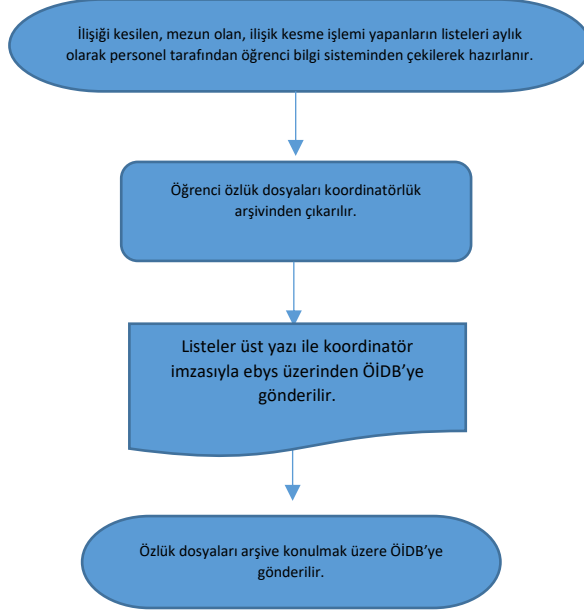 İlişiği kesilen, mezun olan, ilişik kesme işlemi yapanların listeleri aylık
olarak personel tarafından öğrenci bilgi sisteminden çekilerek hazırlanır.
Öğrenci özlük dosyaları koordinatörlük
arşivinden çıkarılır.
Listeler üst yazı ile koordinatör
imzasıyla ebys üzerinden ÖİDB’ye
gönderilir.
Özlük dosyaları arşive konulmak üzere ÖİDB’ye
gönderilir.